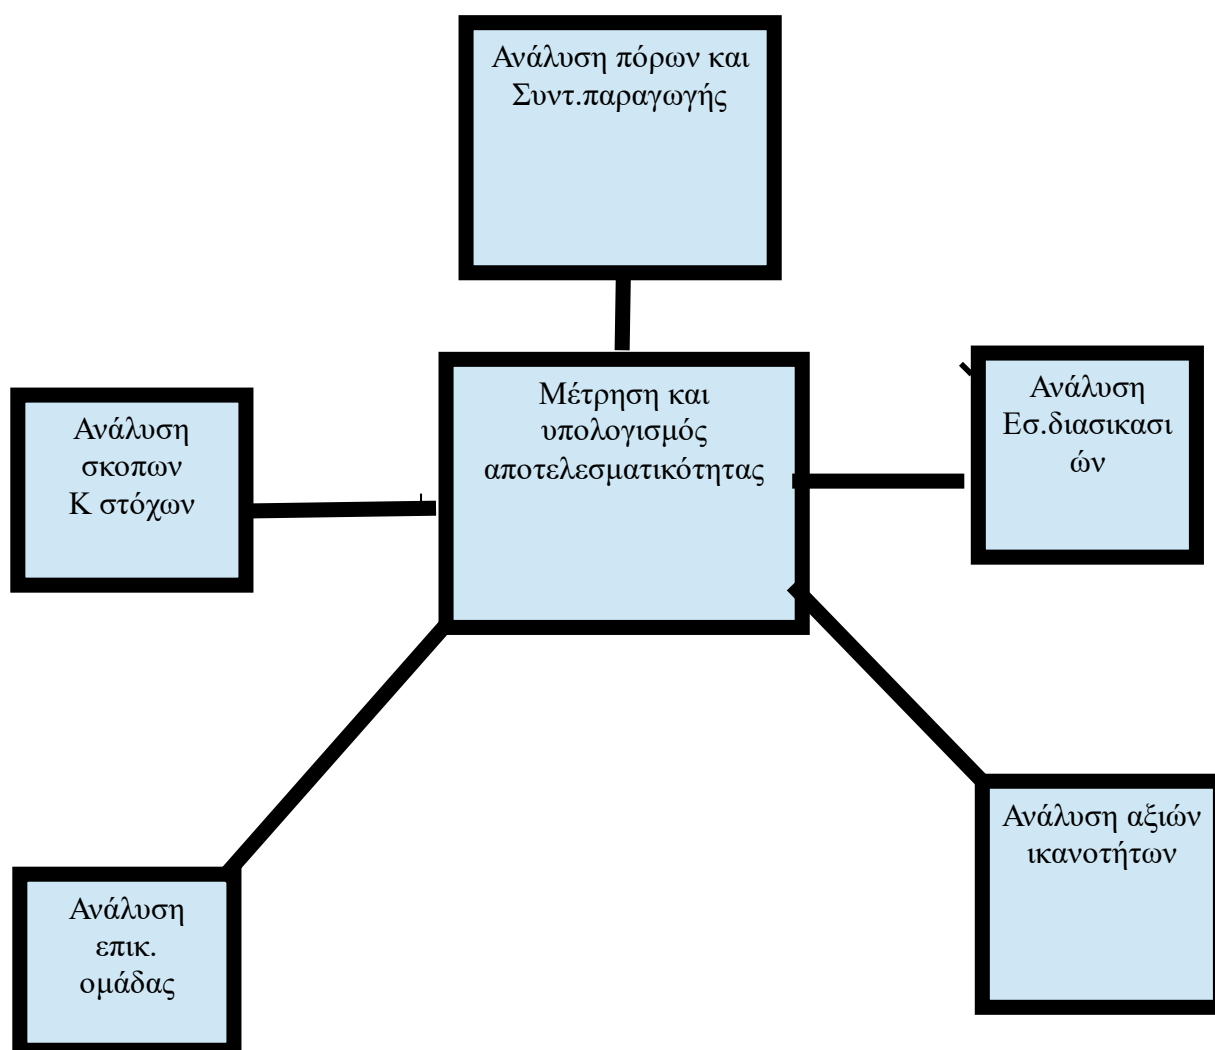 Ανάλυση πόρων και
Συντ.παραγωγής
Μέτρηση και
υπολογισμός
αποτελεσματικότητας
Ανάλυση
Εσ.διασικασι
ών
Ανάλυση
σκοπων
Κ στόχων
Ανάλυση αξιών
ικανοτήτων
Ανάλυση
επικ.
ομάδας